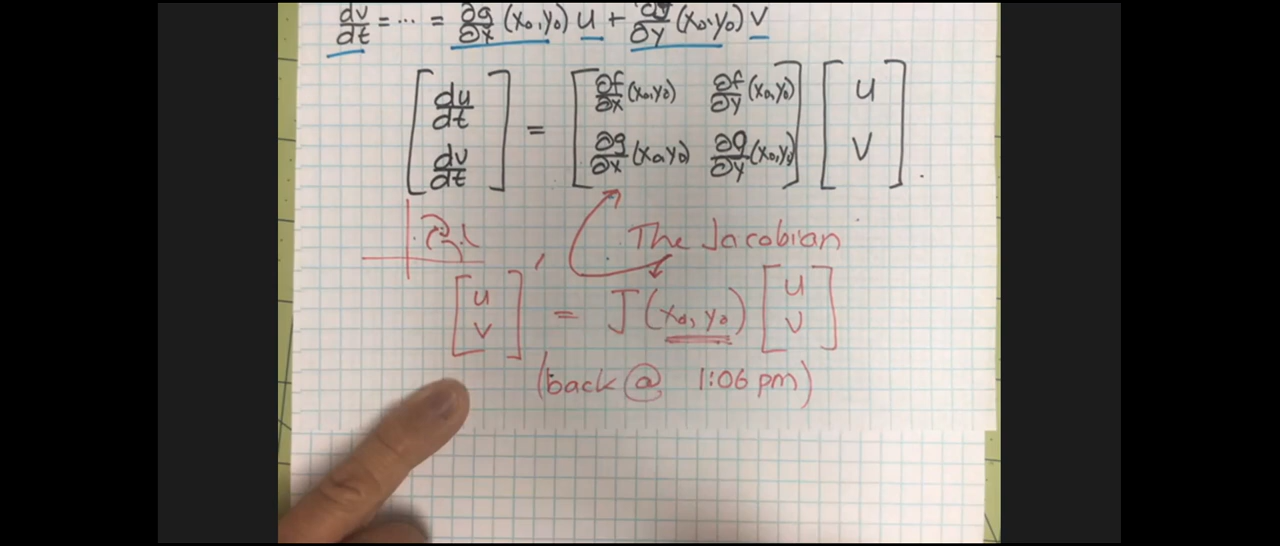 dv/dt = ... = ∂g/∂x (x₀,y₀) u + ∂g/∂y (x₀,y₀) v
[du/dt dv/dt] = [∂f/∂x (x₀,y₀) ∂f/∂y (x₀,y₀) ∂g/∂x (x₀,y₀) ∂g/∂y (x₀,y₀)] [u v].
The Jacobian
[u v]' = J(x₀,y₀) [u v]
(back @ 1:06 pm)